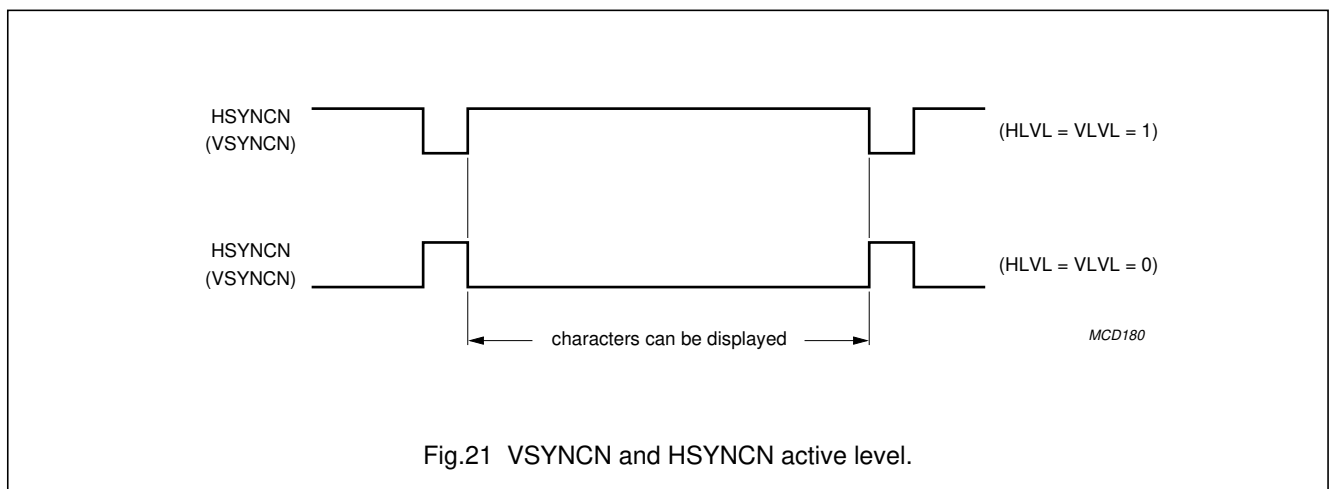 HSYNCN
(VSYNCN)
(HLVL = VLVL = 1)
HSYNCN
(VSYNCN)
(HLVL = VLVL = 0)
characters can be displayed
MCD180
Fig.21 VSYNCN and HSYNCN active level.